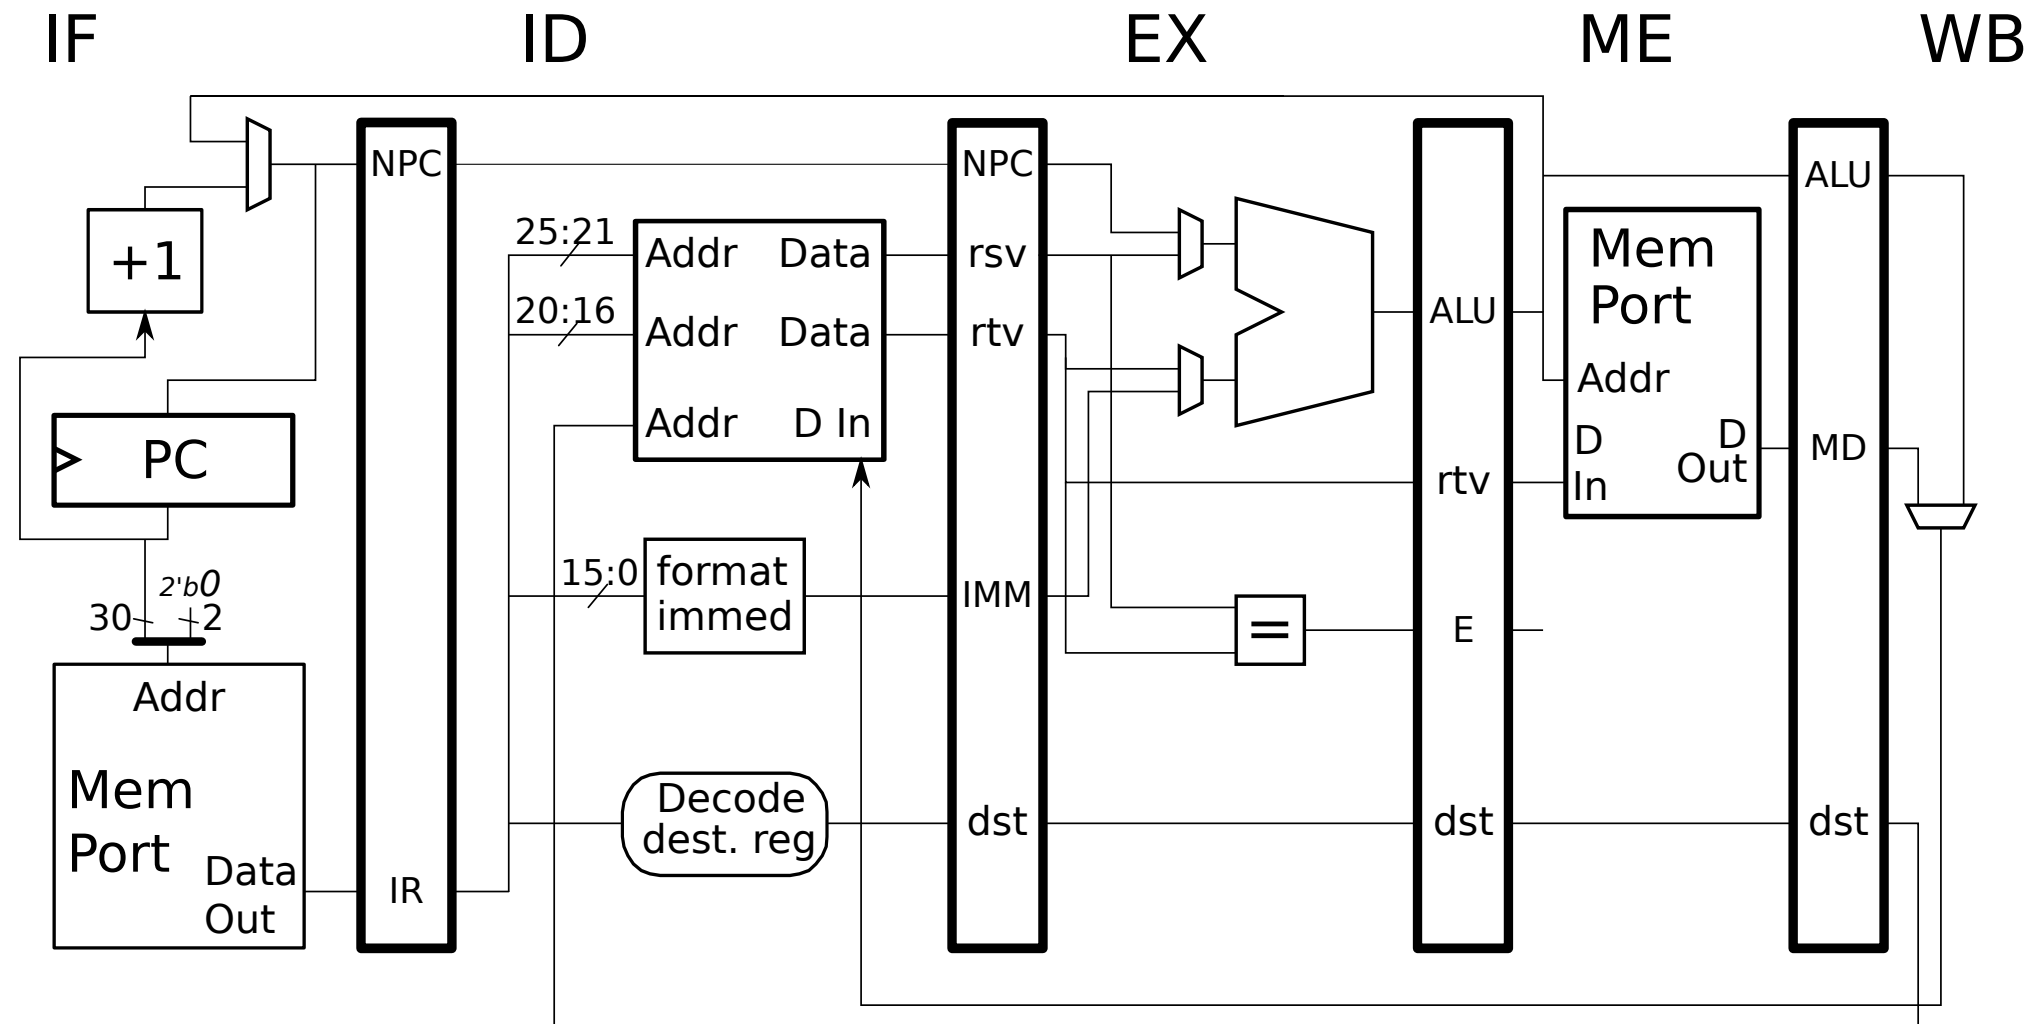 IF ID EX ME WB
NPC NPC ALU
+1
25:21 Addr Data rsv
20:16 Addr Data rtv
Addr D In
ALU
Mem
Port
Addr
D
In
D
Out
MD
PC
rtv
2'b0
30 2
15:0 format
immed
IMM
=
E
Addr
Mem
Port
Data
Out
IR
Decode
dest. reg
dst dst dst